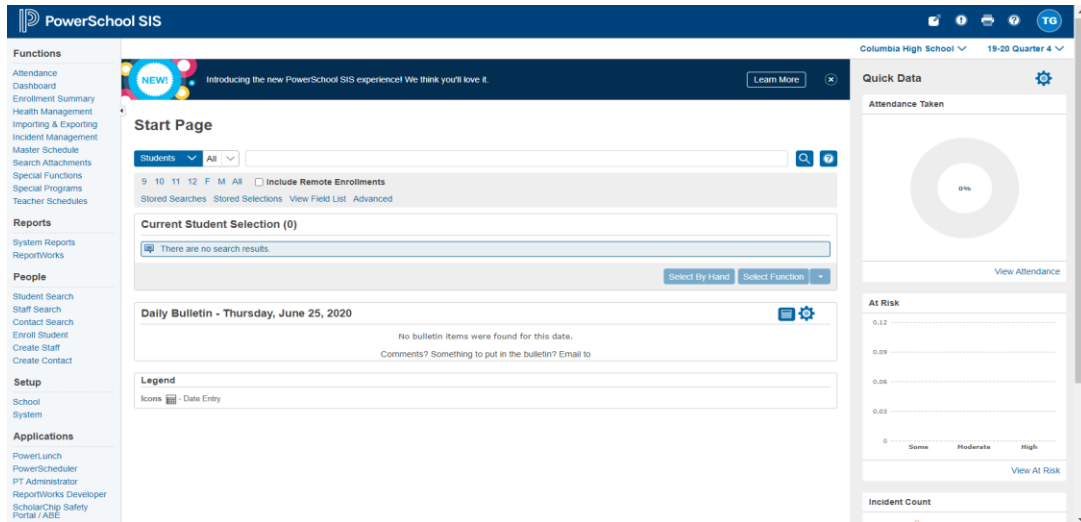 PowerSchool SIS
TG
Functions
Attendance
Dashboard
Enrollment Summary
Health Management
Importing & Exporting
Incident Management
Master Schedule
Search Attachments
Special Functions
Special Programs
Teacher Schedules
Reports
System Reports
ReportWorks
People
Student Search
Staff Search
Contact Search
Enroll Student
Create Staff
Create Contact
Setup
School
System
Applications
PowerLunch
PowerScheduler
PT Administrator
ReportWorks Developer
ScholarChip Safety
Portal / ABE
Columbia High School 19-20 Quarter 4
NEW! Introducing the new PowerSchool SIS experience! We think you'll love it. Learn More
Start Page
Students All
9 10 11 12 F M All Include Remote Enrollments
Stored Searches Stored Selections View Field List Advanced
Current Student Selection (0)
There are no search results.
Select By Hand Select Function
Daily Bulletin - Thursday, June 25, 2020
No bulletin items were found for this date.
Comments? Something to put in the bulletin? Email to
Legend
Icons - Date Entry
Quick Data
Attendance Taken
0%
View Attendance
At Risk
0.12
0.09
0.06
0.03
0
Some Moderate High
View At Risk
Incident Count